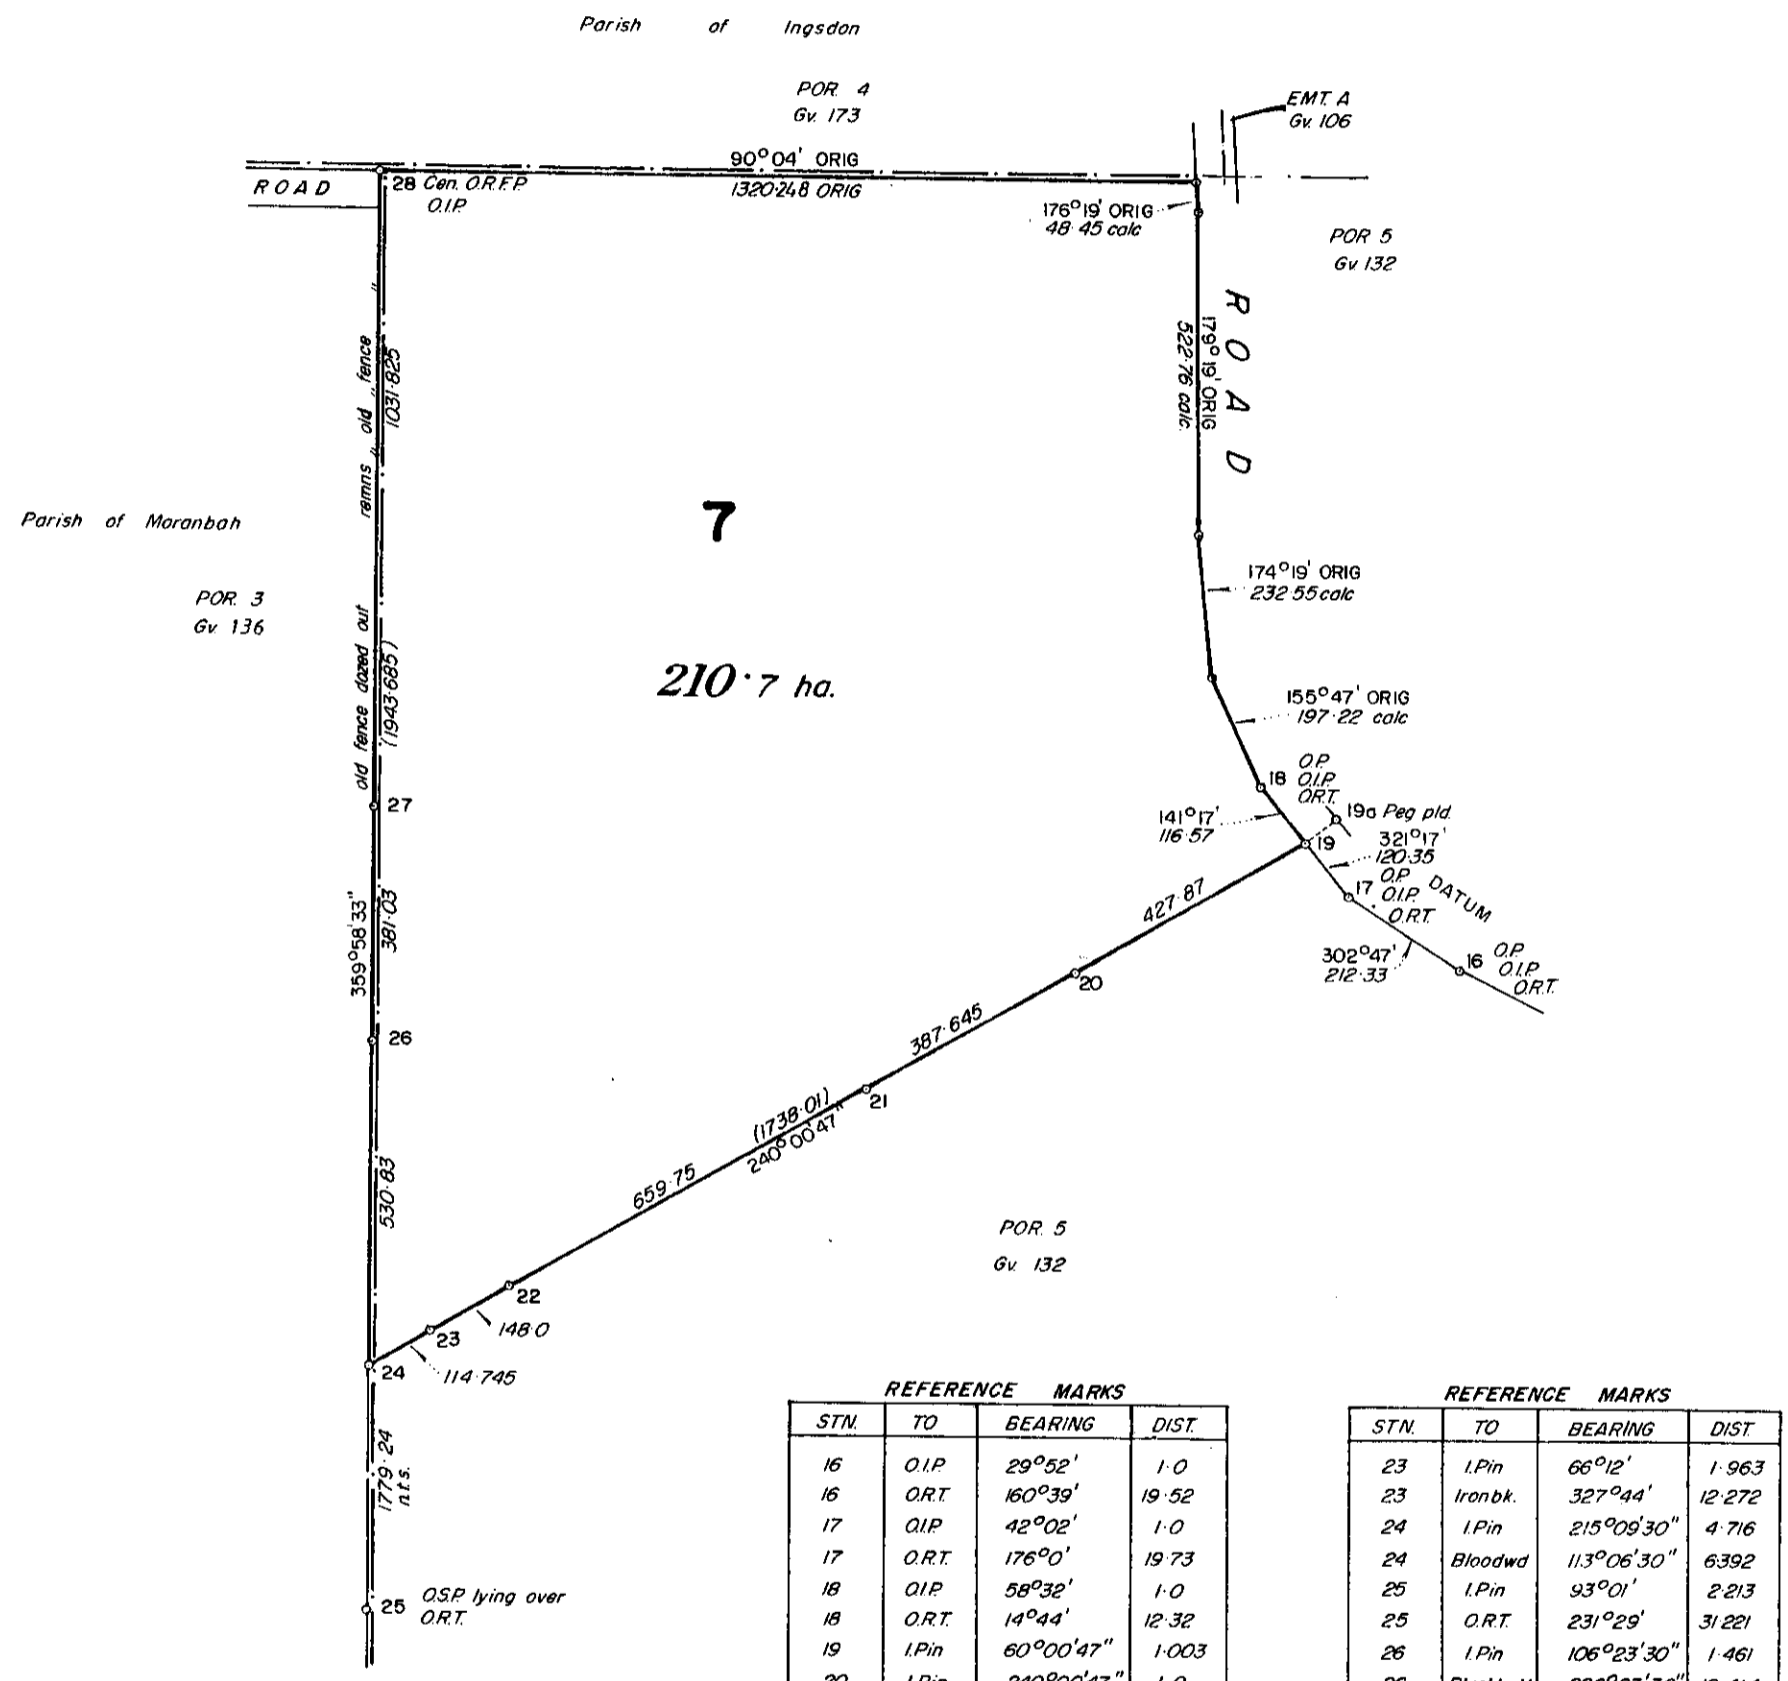 Parish of Ingsdon
POR. 4
Gv. 173
EMT. A
Gv. 106
90°04' ORIG
1320·248 ORIG
ROAD
28 Cen. O.R.F.P.
O.I.P.
176°19' ORIG
48·45 calc
POR 5
Gv 132
ROAD
179°19' ORIG
522·76 calc.
remns " old " fence "
1031·825
Parish of Moranbah
7
174°19' ORIG
232·55 calc
POR. 3
Gv. 136
old fence dozed out
(1943·685)
210·7 ha.
155°47' ORIG
197·22 calc
18 O.P.
O.I.P.
O.R.T.
27
141°17'
116·57
19a Peg pld.
19
321°17'
120·35
DATUM
17 O.P.
O.I.P.
O.R.T.
427·87
359°58'33"
381·03
302°47'
212·33
16 O.P.
O.I.P.
O.R.T.
20
387·645
26
21
(1738·01)
240°00'47"
659·75
530·83
POR. 5
Gv. 132
22
23
148·0
24
114·745
1779·24
n.t.s.
25 O.S.P. lying over
O.R.T.
REFERENCE MARKS
STN. TO BEARING DIST.
16 O.I.P. 29°52' 1·0
16 O.R.T. 160°39' 19·52
17 O.I.P. 42°02' 1·0
17 O.R.T. 176°0' 19·73
18 O.I.P. 58°32' 1·0
18 O.R.T. 14°44' 12·32
19 I.Pin 60°00'47" 1·003
20 I.Pin 240°00'47" 1·0
REFERENCE MARKS
STN. TO BEARING DIST.
23 I.Pin 66°12' 1·963
23 Ironbk. 327°44' 12·272
24 I.Pin 215°09'30" 4·716
24 Bloodwd 113°06'30" 6·392
25 I.Pin 93°01' 2·213
25 O.R.T. 231°29' 31·221
26 I.Pin 106°23'30" 1·461